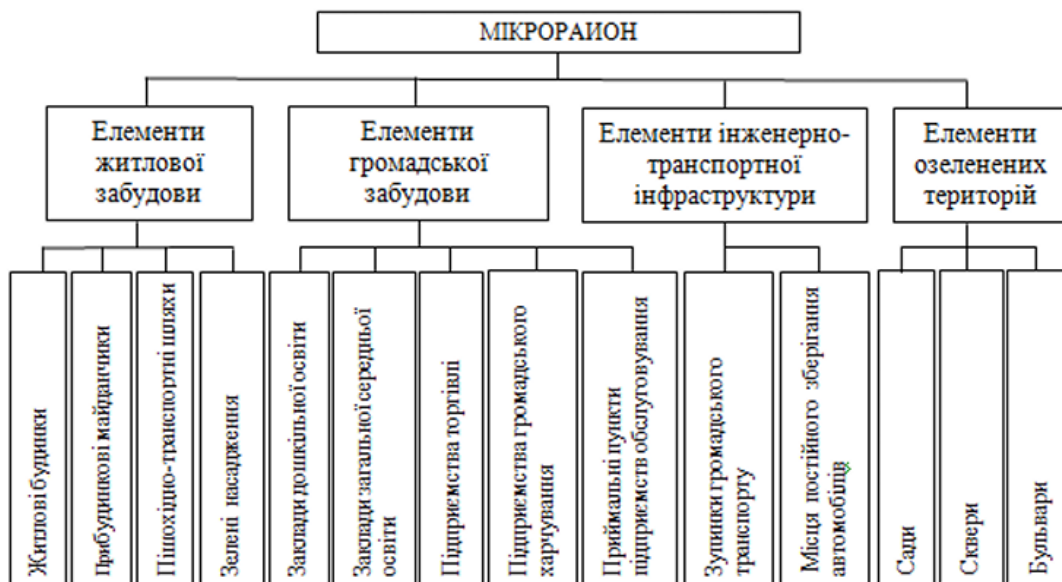 МІКРОРАИОН
Елементи
житлової
забудови
Елементи
громадської
забудови
Елементи інженерно-
транспортної
інфраструктури
Елементи
озеленених
територій
Житлові будинки
Прибудинкові майданчики
Пішохідно-транспортні шляхи
Зелені насадження
Заклади дошкільної освіти
Заклади загальної середньої
освіти
Підприємства торгівлі
Підприємства громадського
харчування
Приймальні пункти
підприємств обслуговування
Зупинки громадського
транспорту
Місця постійного зберігання
автомобілів
Сади
Сквери
Бульвари